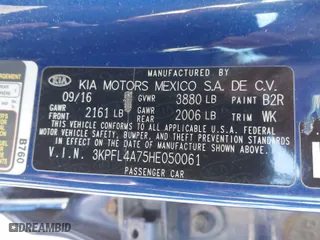 MANUFACTURED BY
KIA KIA MOTORS MEXICO S.A. DE C.V.
09/16 GVWR 3880 LB PAINT B2R
GAWR FRONT 2161 LB GAWR REAR 2006 LB TRIM WK
THIS VEHICLE CONFORMS TO ALL APPLICABLE U.S. FEDERAL
MOTOR VEHICLE SAFETY, BUMPER, AND THEFT PREVENTION STANDARDS
IN EFFECT ON THE DATE OF MANUFACTURE SHOWN ABOVE.
V.I.N. 3KPFL4A75HE050061
PASSENGER CAR
B760